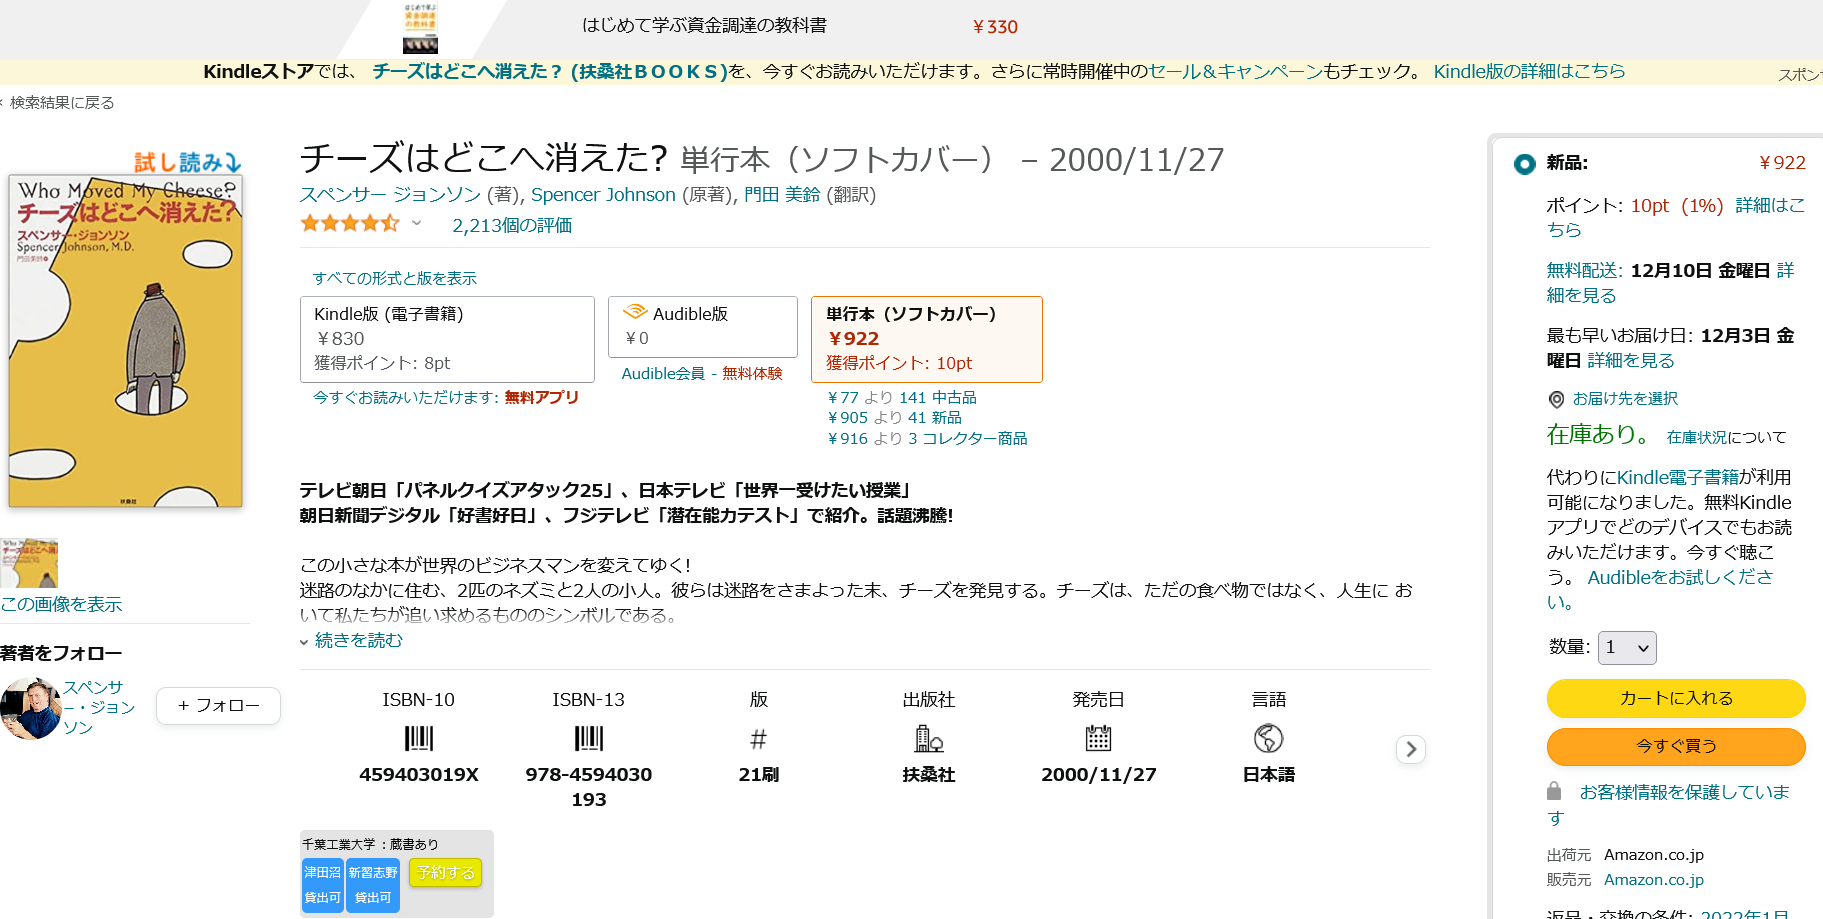 はじめて学ぶ
資金調達
の教科書
はじめて学ぶ資金調達の教科書
￥330
Kindleストアでは、 チーズはどこへ消えた？ (扶桑社ＢＯＯＫＳ)を、今すぐお読みいただけます。さらに常時開催中のセール＆キャンペーンもチェック。 Kindle版の詳細はこちら
スポンサ
‹ 検索結果に戻る
試し読み
Who Moved My Cheese?
チーズはどこへ消えた?
スペンサー・ジョンソン
Spencer Johnson, M.D.
門田美鈴
扶桑社
この画像を表示
著者をフォロー
スペンサ
ー・ジョン
ソン
+ フォロー
チーズはどこへ消えた? 単行本（ソフトカバー） – 2000/11/27
スペンサー ジョンソン (著), Spencer Johnson (原著), 門田 美鈴 (翻訳)
2,213個の評価
すべての形式と版を表示
Kindle版 (電子書籍)
￥830
獲得ポイント: 8pt
今すぐお読みいただけます: 無料アプリ
Audible版
￥0
Audible会員 - 無料体験
単行本（ソフトカバー）
￥922
獲得ポイント: 10pt
￥77 より 141 中古品
￥905 より 41 新品
￥916 より 3 コレクター商品
テレビ朝日「パネルクイズアタック25」、日本テレビ「世界一受けたい授業」
朝日新聞デジタル「好書好日」、フジテレビ「潜在能力テスト」で紹介。話題沸騰!
この小さな本が世界のビジネスマンを変えてゆく!
迷路のなかに住む、2匹のネズミと2人の小人。彼らは迷路をさまよった末、チーズを発見する。チーズは、ただの食べ物ではなく、人生に お
いて私たちが追い求めるもののシンボルである。
続きを読む
ISBN-10
459403019X
ISBN-13
978-4594030
193
版
#
21刷
出版社
扶桑社
発売日
2000/11/27
言語
日本語
千葉工業大学 : 蔵書あり
津田沼
貸出可
新習志野
貸出可
予約する
新品:
￥922
ポイント: 10pt (1%) 詳細はこ
ちら
無料配送: 12月10日 金曜日 詳
細を見る
最も早いお届け日: 12月3日 金
曜日 詳細を見る
お届け先を選択
在庫あり。 在庫状況について
代わりにKindle電子書籍が利用
可能になりました。無料Kindle
アプリでどのデバイスでもお読
みいただけます。今すぐ聴こ
う。 Audibleをお試しくださ
い。
数量: 1
カートに入れる
今すぐ買う
お客様情報を保護していま
す
出荷元 Amazon.co.jp
販売元 Amazon.co.jp
返品・交換の条件: 2022年1月